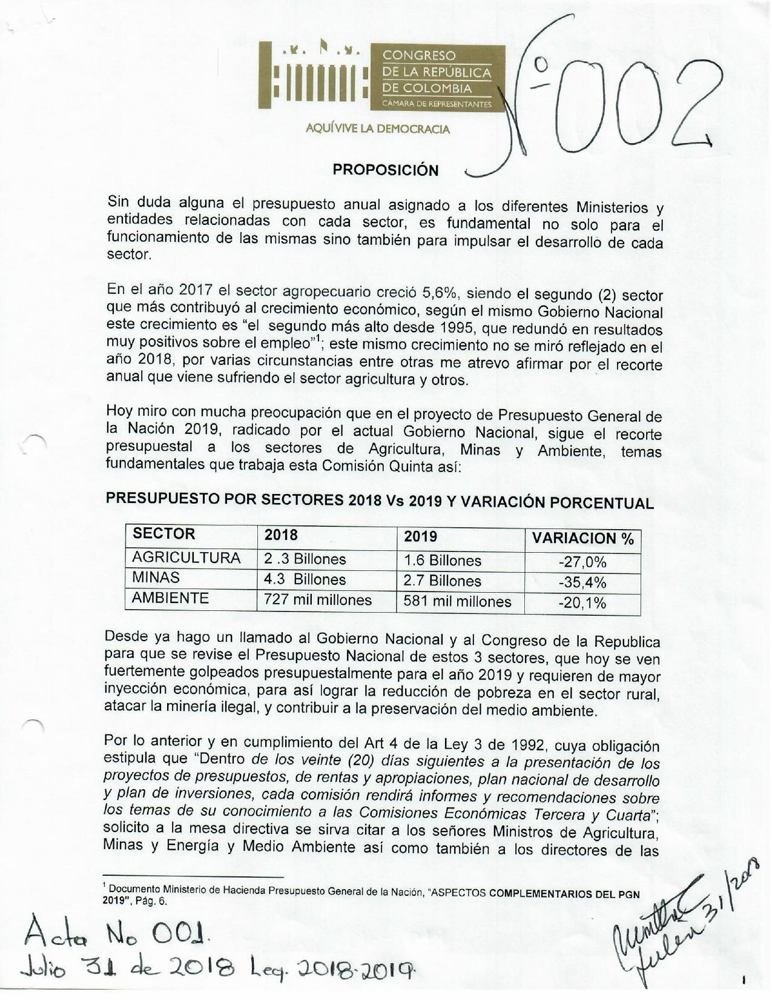 CONGRESO
DE LA REPÚBLICA
DE COLOMBIA
CÁMARA DE REPRESENTANTES
AQUÍ VIVE LA DEMOCRACIA
Nº 002
PROPOSICIÓN
Sin duda alguna el presupuesto anual asignado a los diferentes Ministerios y
entidades relacionadas con cada sector, es fundamental no solo para el
funcionamiento de las mismas sino también para impulsar el desarrollo de cada
sector.
En el año 2017 el sector agropecuario creció 5,6%, siendo el segundo (2) sector
que más contribuyó al crecimiento económico, según el mismo Gobierno Nacional
este crecimiento es “el segundo más alto desde 1995, que redundó en resultados
muy positivos sobre el empleo”1; este mismo crecimiento no se miró reflejado en el
año 2018, por varias circunstancias entre otras me atrevo afirmar por el recorte
anual que viene sufriendo el sector agricultura y otros.
Hoy miro con mucha preocupación que en el proyecto de Presupuesto General de
la Nación 2019, radicado por el actual Gobierno Nacional, sigue el recorte
presupuestal a los sectores de Agricultura, Minas y Ambiente, temas
fundamentales que trabaja esta Comisión Quinta así:
PRESUPUESTO POR SECTORES 2018 Vs 2019 Y VARIACIÓN PORCENTUAL
SECTOR 2018 2019 VARIACION %
AGRICULTURA 2 .3 Billones 1.6 Billones -27,0%
MINAS 4.3 Billones 2.7 Billones -35,4%
AMBIENTE 727 mil millones 581 mil millones -20,1%
Desde ya hago un llamado al Gobierno Nacional y al Congreso de la Republica
para que se revise el Presupuesto Nacional de estos 3 sectores, que hoy se ven
fuertemente golpeados presupuestalmente para el año 2019 y requieren de mayor
inyección económica, para así lograr la reducción de pobreza en el sector rural,
atacar la minería ilegal, y contribuir a la preservación del medio ambiente.
Por lo anterior y en cumplimiento del Art 4 de la Ley 3 de 1992, cuya obligación
estipula que “Dentro de los veinte (20) días siguientes a la presentación de los
proyectos de presupuestos, de rentas y apropiaciones, plan nacional de desarrollo
y plan de inversiones, cada comisión rendirá informes y recomendaciones sobre
los temas de su conocimiento a las Comisiones Económicas Tercera y Cuarta”;
solicito a la mesa directiva se sirva citar a los señores Ministros de Agricultura,
Minas y Energía y Medio Ambiente así como también a los directores de las
1 Documento Ministerio de Hacienda Presupuesto General de la Nación, “ASPECTOS COMPLEMENTARIOS DEL PGN
2019”, Pág. 6.
Acta No 001.
Julio 31 de 2018 Leg. 2018-2019.
31/2018
1